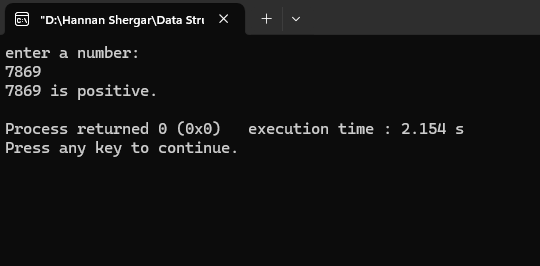 "D:\Hannan Shergar\Data Stru
enter a number:
7869
7869 is positive.
Process returned 0 (0x0)   execution time : 2.154 s
Press any key to continue.